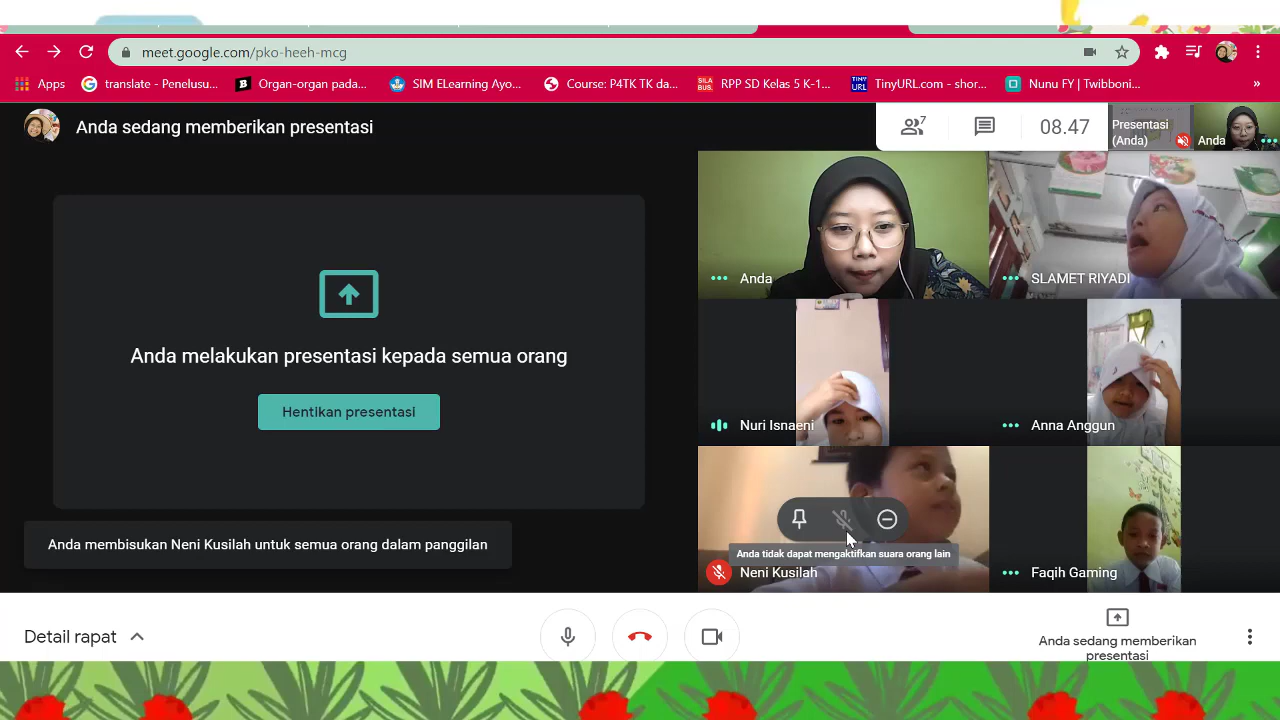 meet.google.com/pko-heeh-mcg
Apps
translate - Penelusu...
Organ-organ pada...
SIM ELearning Ayo...
Course: P4TK TK da...
SILABUS.
RPP SD Kelas 5 K-1...
TINY URL
TinyURL.com - shor...
Nunu FY | Twibboni...
»
Anda sedang memberikan presentasi
7
08.47
Presentasi
(Anda)
Anda
Anda
SLAMET RIYADI
Anda melakukan presentasi kepada semua orang
Hentikan presentasi
Nuri Isnaeni
Anna Anggun
Anda membisukan Neni Kusilah untuk semua orang dalam panggilan
Anda tidak dapat mengaktifkan suara orang lain
Neni Kusilah
Faqih Gaming
Detail rapat
Anda sedang memberikan
presentasi